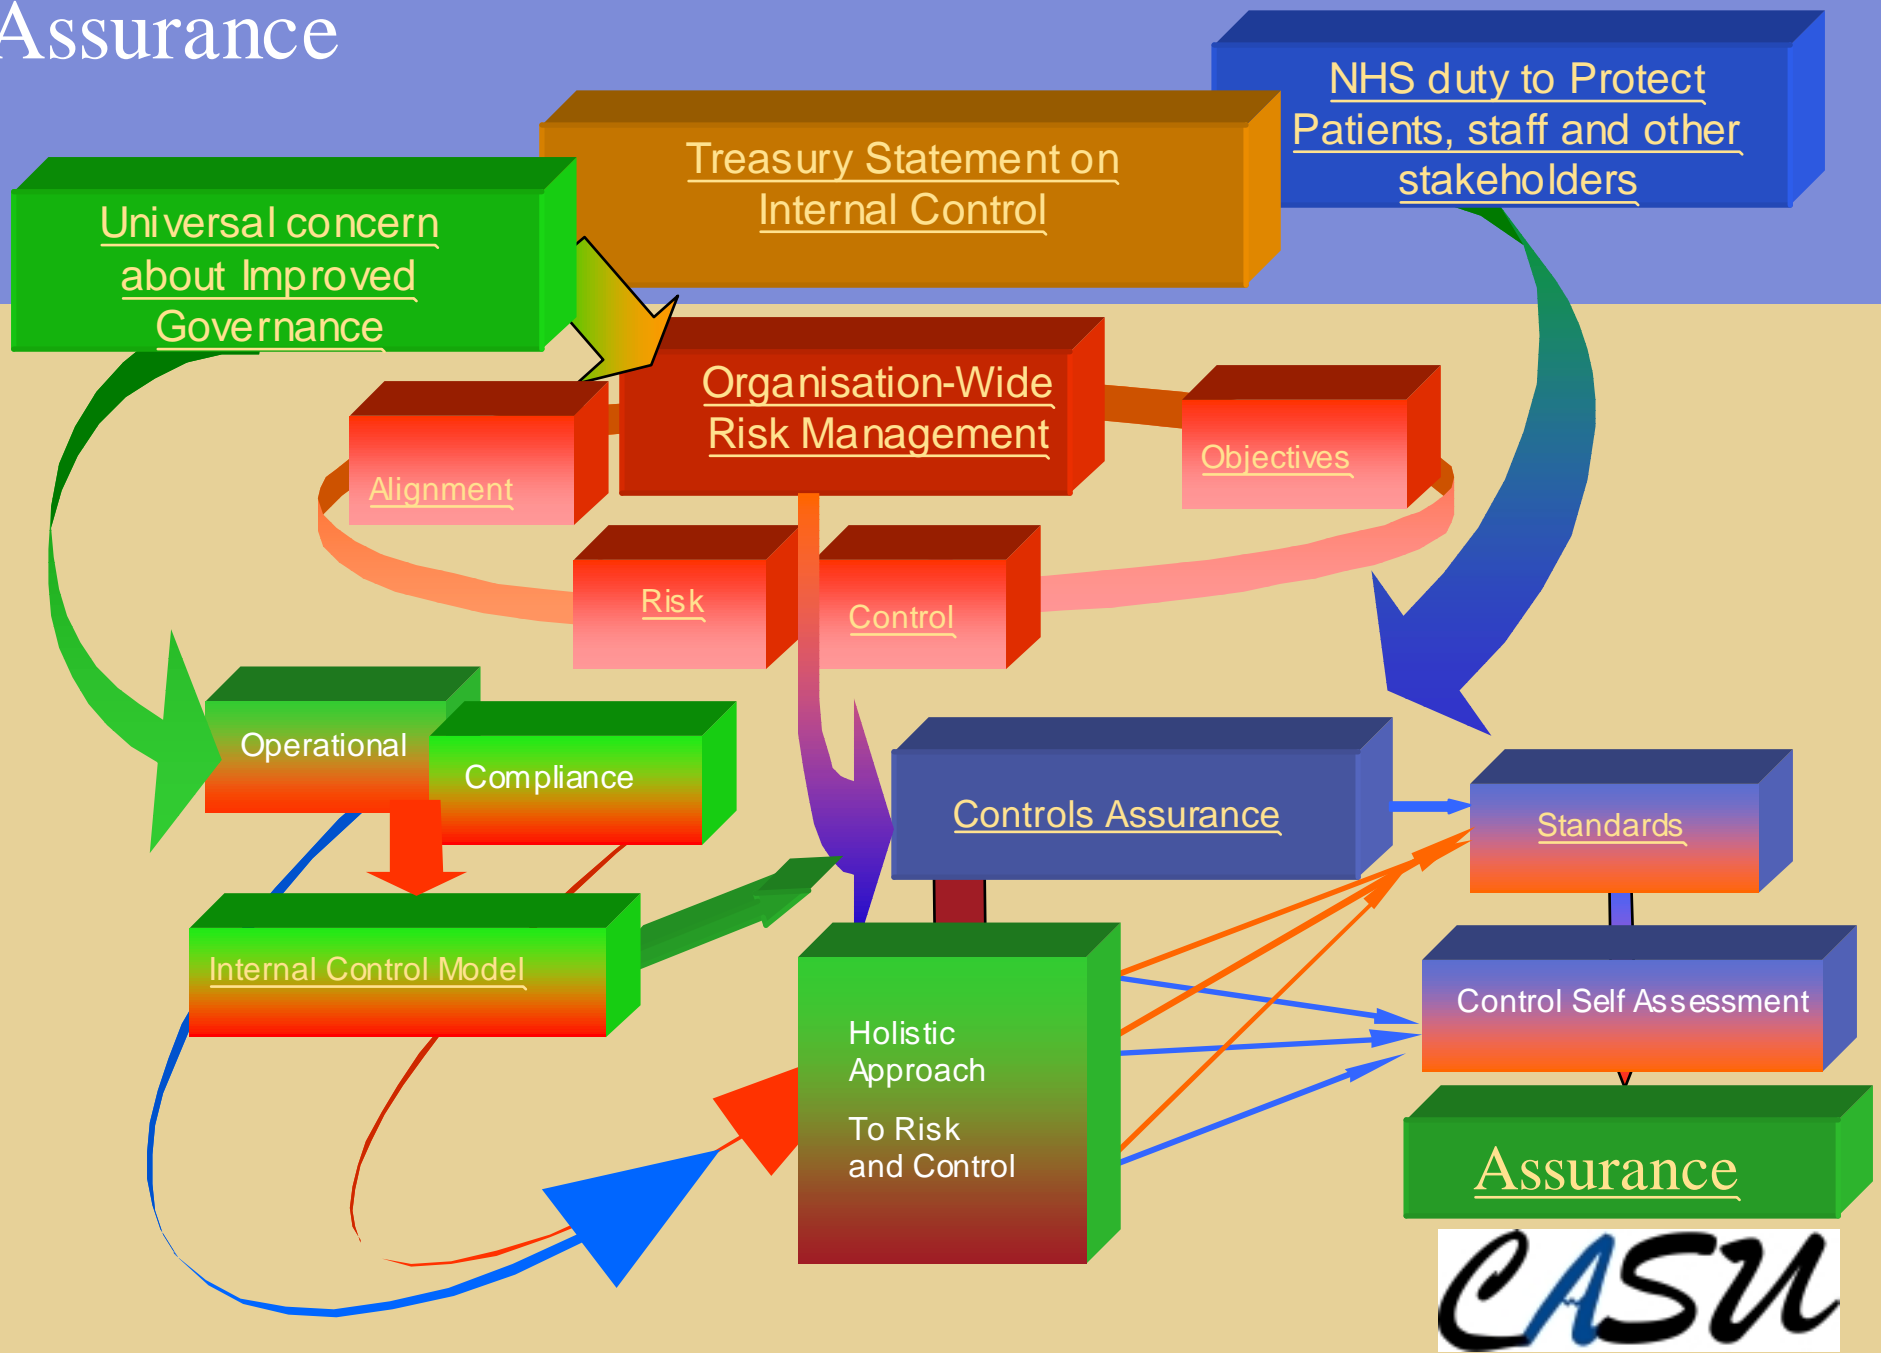 Assurance
NHS duty to Protect
Patients, staff and other
stakeholders
Treasury Statement on
Internal Control
Universal concern
about Improved
Governance
Organisation-Wide
Risk Management
Alignment
Objectives
Risk
Control
Operational
Compliance
Controls Assurance
Standards
Internal Control Model
Control Self Assessment
Holistic
Approach
To Risk
and Control
Assurance
CASU